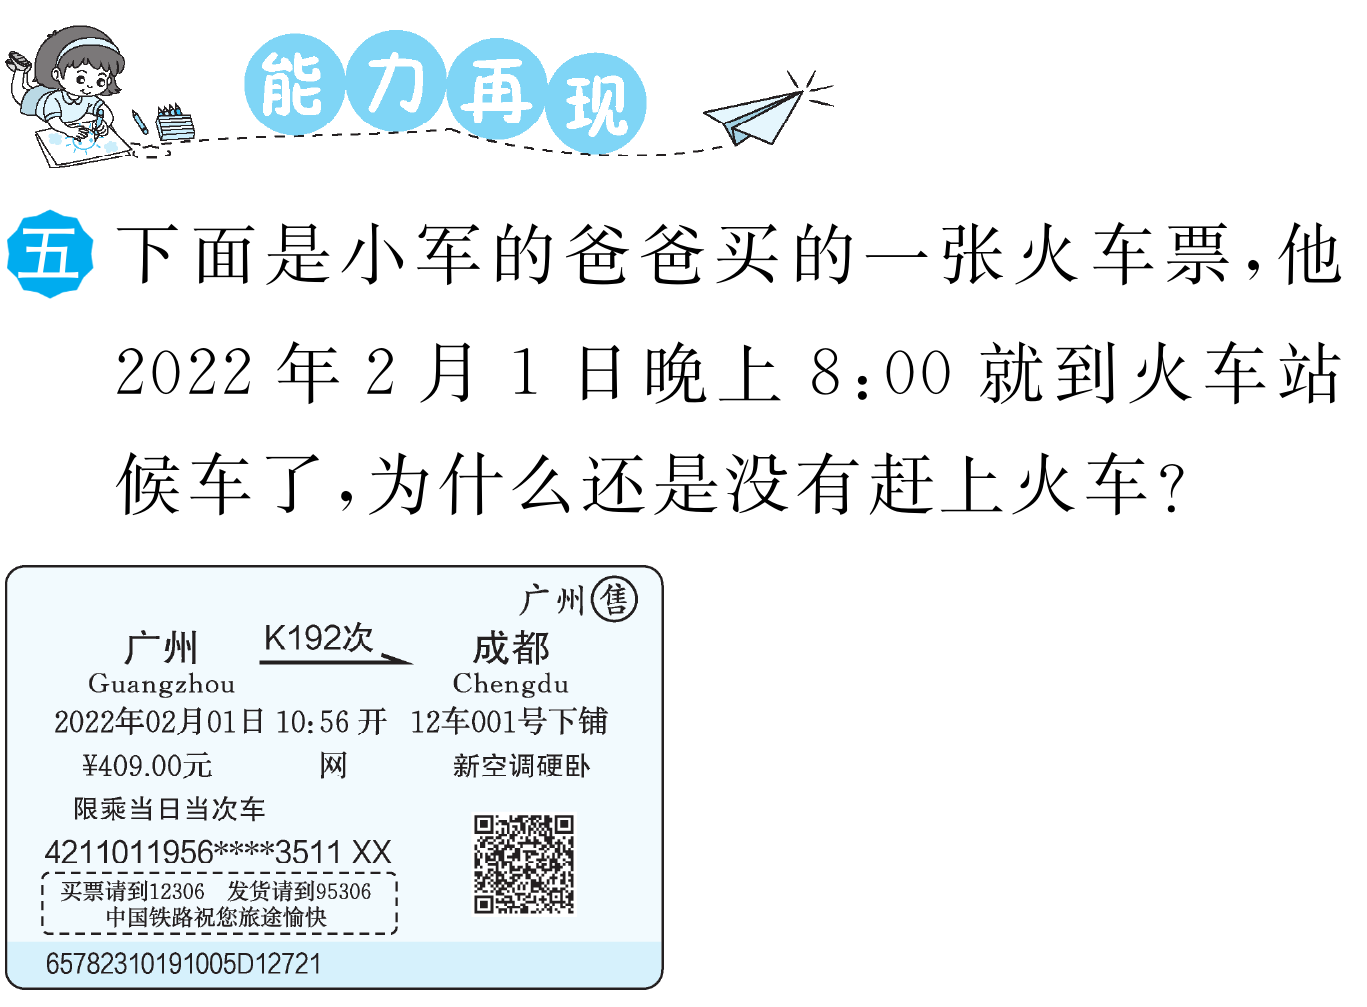 能力再现
五 下面是小军的爸爸买的一张火车票,他
2022年2月1日晚上8:00就到火车站
候车了,为什么还是没有赶上火车?
广州售
广州 K192次 成都
Guangzhou Chengdu
2022年02月01日 10:56开 12车001号下铺
¥409.00元 网 新空调硬卧
限乘当日当次车
4211011956****3511 XX
买票请到12306 发货请到95306
中国铁路祝您旅途愉快
65782310191005D12721